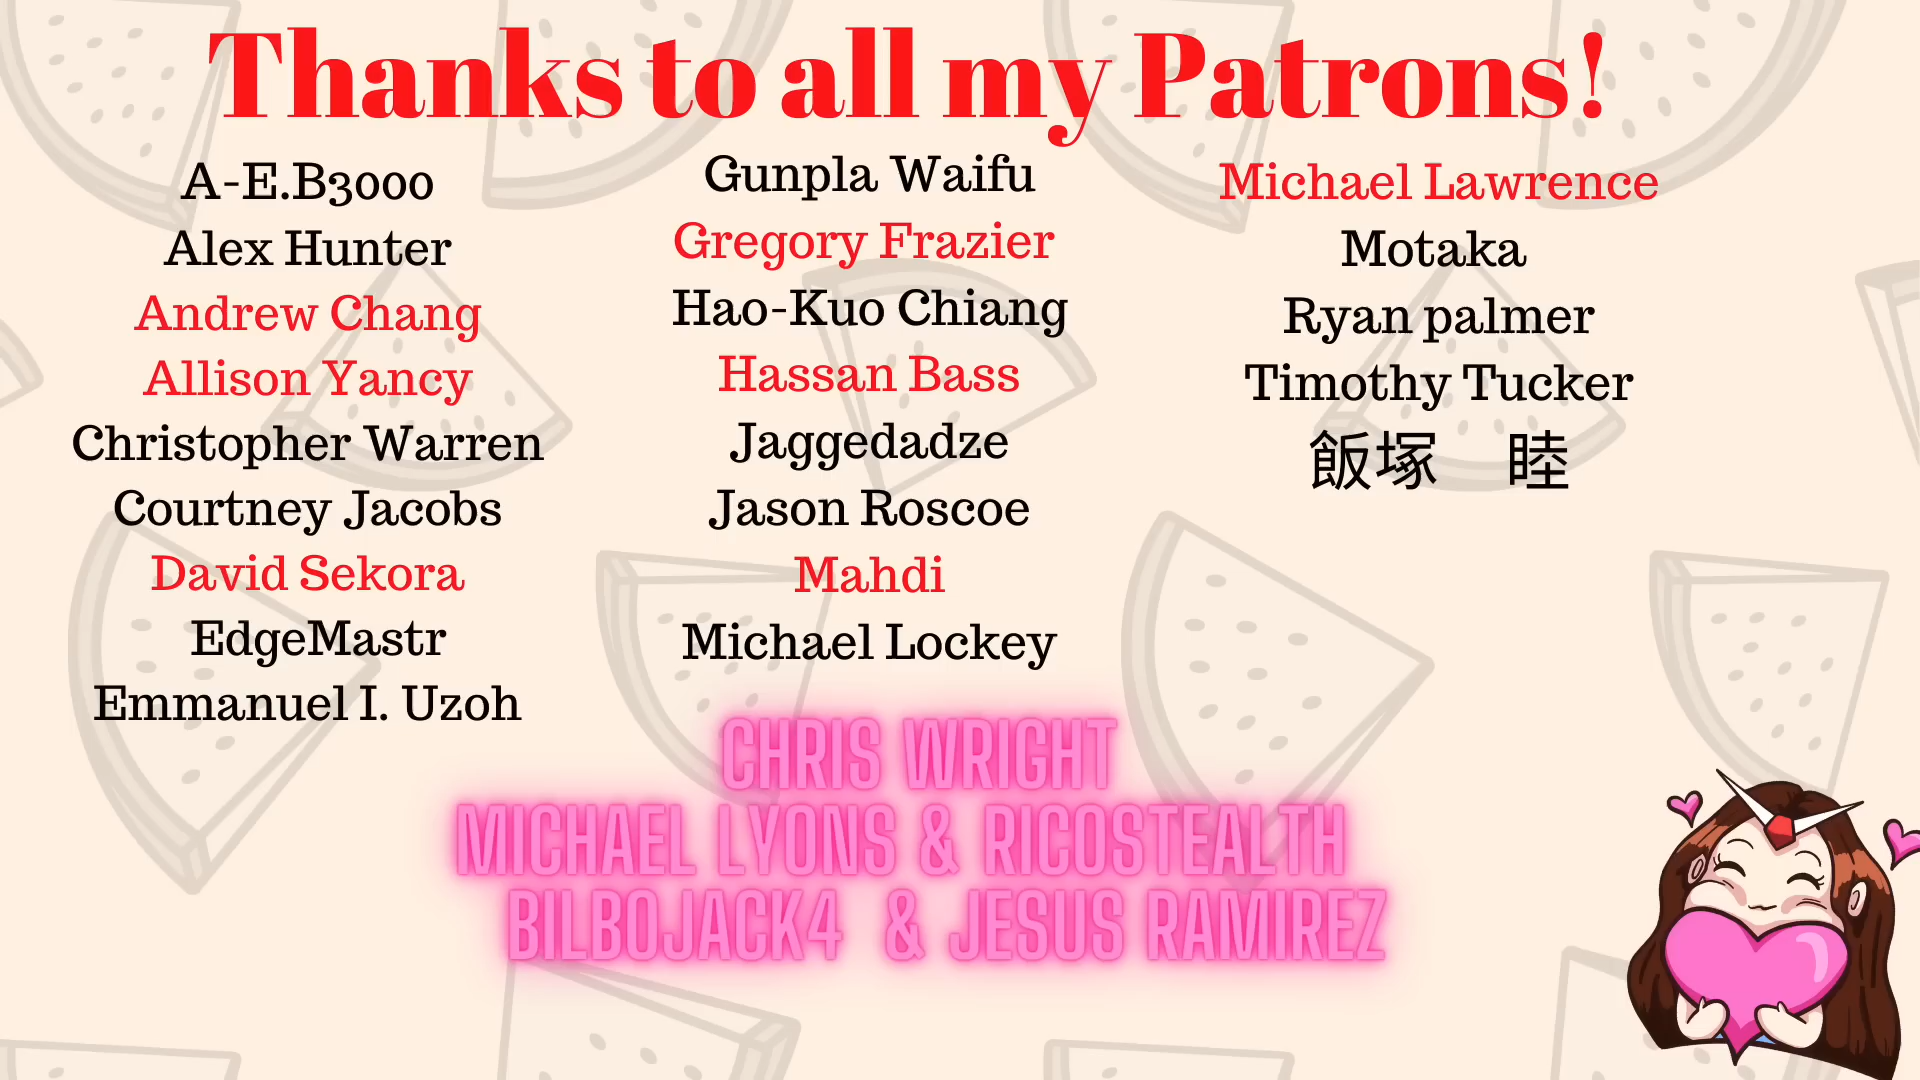 Thanks to all my Patrons!
A-E.B3000
Alex Hunter
Andrew Chang
Allison Yancy
Christopher Warren
Courtney Jacobs
David Sekora
EdgeMastr
Emmanuel I. Uzoh
Gunpla Waifu
Gregory Frazier
Hao-Kuo Chiang
Hassan Bass
Jaggedadze
Jason Roscoe
Mahdi
Michael Lockey
Michael Lawrence
Motaka
Ryan palmer
Timothy Tucker
飯塚　睦
CHRIS WRIGHT
MICHAEL LYONS & RICOSTEALTH
BILBOJACK4 & JESUS RAMIREZ